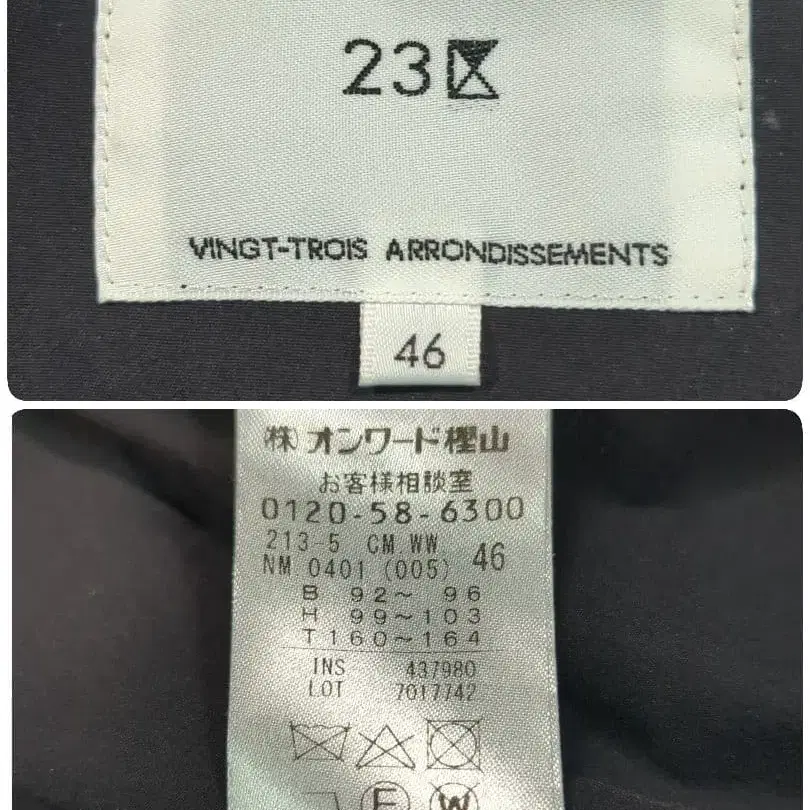 23区
VINGT-TROIS ARRONDISSEMENTS
46
㈱オンワード樫山
お客様相談室
0120-58-6300
213-5 CM WW 46
NM 0401 (005)
B 92～ 96
H 99～103
T160～164
INS 437980
LOT 7017742
F W